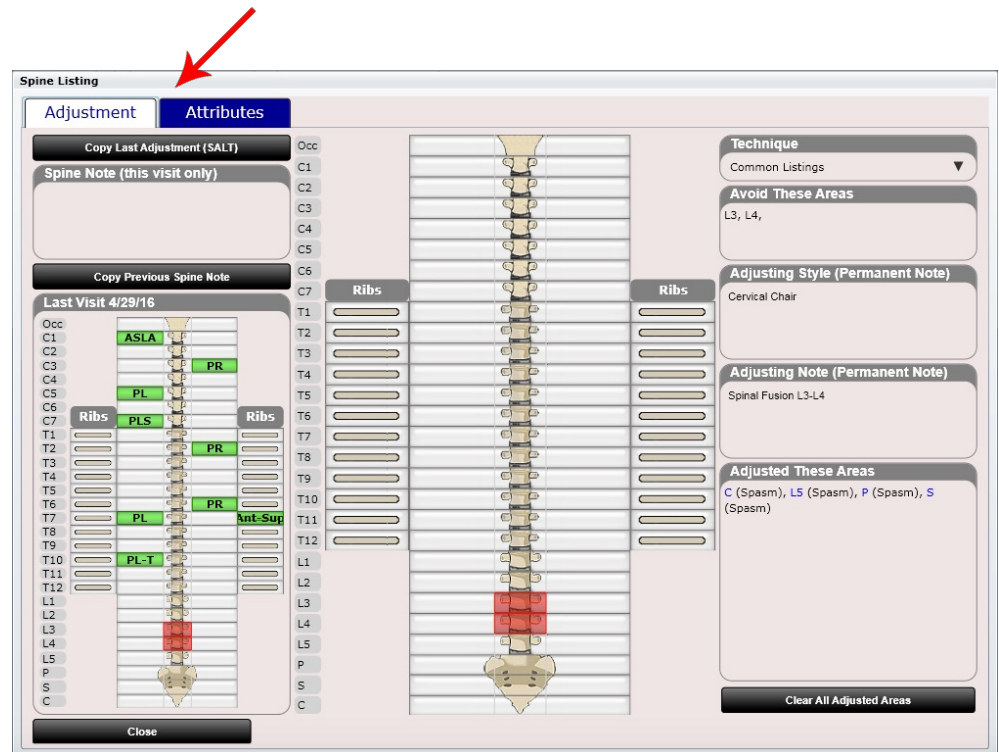 Spine Listing
Adjustment
Attributes
Copy Last Adjustment (SALT)
Spine Note (this visit only)
Copy Previous Spine Note
Last Visit 4/29/16
Occ
C1 ASLA
C2
C3 PR
C4
C5 PL
C6
C7 Ribs PLS Ribs
T1
T2 PR
T3
T4
T5
T6 PR
T7 PL Ant-Sup
T8
T9
T10 PL-T
T11
T12
L1
L2
L3
L4
L5
P
S
C
Close
Occ
C1
C2
C3
C4
C5
C6
C7 Ribs Ribs
T1
T2
T3
T4
T5
T6
T7
T8
T9
T10
T11
T12
L1
L2
L3
L4
L5
P
S
C
Technique
Common Listings
Avoid These Areas
L3, L4,
Adjusting Style (Permanent Note)
Cervical Chair
Adjusting Note (Permanent Note)
Spinal Fusion L3-L4
Adjusted These Areas
C (Spasm), L5 (Spasm), P (Spasm), S
(Spasm)
Clear All Adjusted Areas